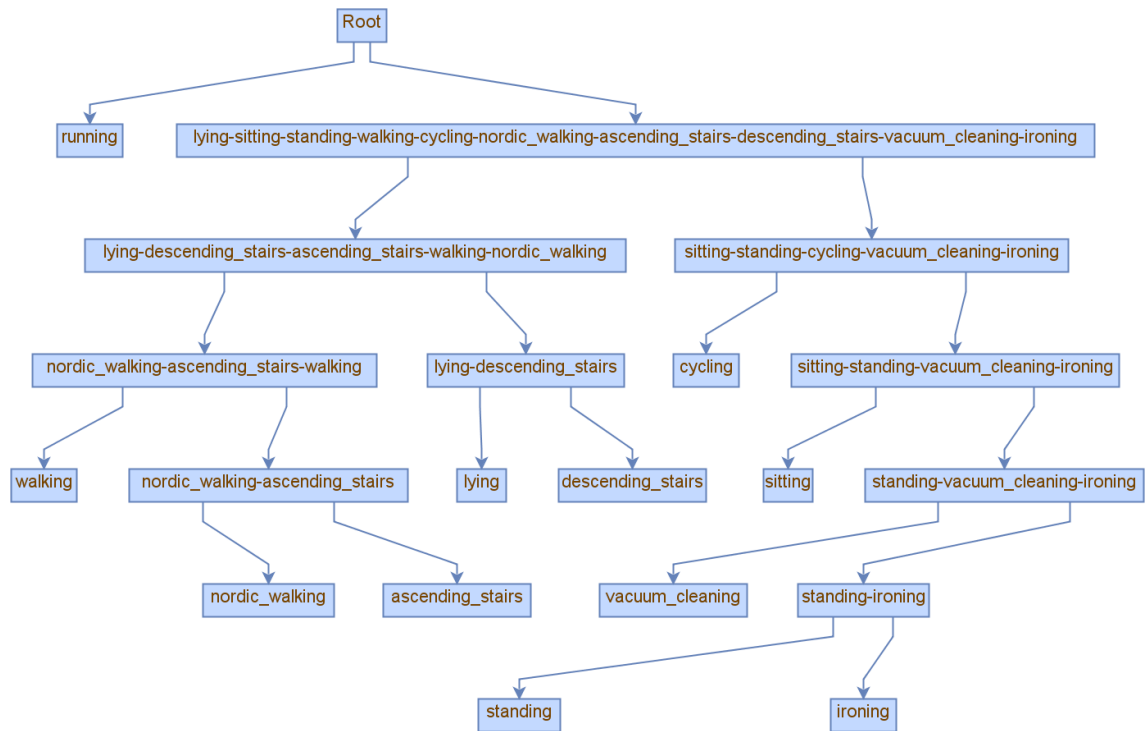 Root
running
lying-sitting-standing-walking-cycling-nordic_walking-ascending_stairs-descending_stairs-vacuum_cleaning-ironing
lying-descending_stairs-ascending_stairs-walking-nordic_walking
sitting-standing-cycling-vacuum_cleaning-ironing
nordic_walking-ascending_stairs-walking
lying-descending_stairs
cycling
sitting-standing-vacuum_cleaning-ironing
walking
nordic_walking-ascending_stairs
lying
descending_stairs
sitting
standing-vacuum_cleaning-ironing
nordic_walking
ascending_stairs
vacuum_cleaning
standing-ironing
standing
ironing